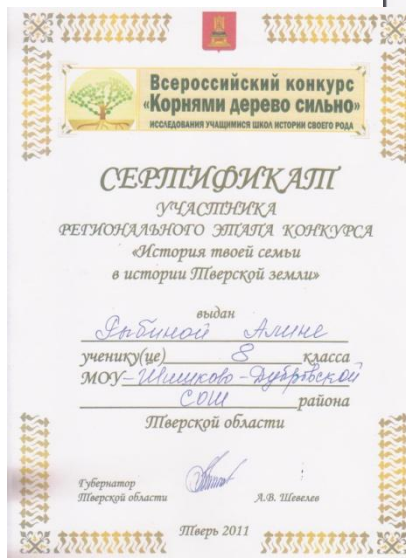 Всероссийский конкурс
«Корнями дерево сильно»
ИССЛЕДОВАНИЯ УЧАЩИМИСЯ ШКОЛ ИСТОРИИ СВОЕГО РОДА
СЕРТИФИКАТ
УЧАСТНИКА
РЕГИОНАЛЬНОГО ЭТАПА КОНКУРСА
«История твоей семьи
в истории Тверской земли»
выдан
Рыбиной Алине
ученику(це) 8 класса
МОУ – Шишково – Дубровской
СОШ района
Тверской области
Губернатор
Тверской области А.В. Шевелев
Тверь 2011